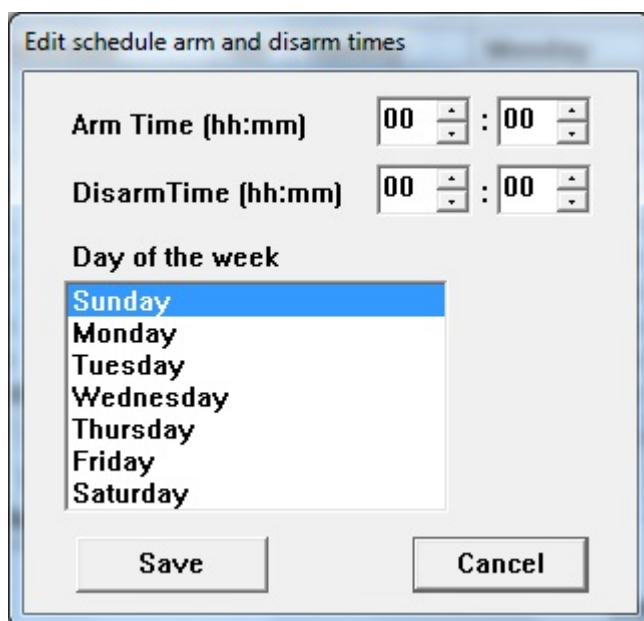 Edit schedule arm and disarm times
Monday
Arm Time (hh:mm) 00 : 00
DisarmTime (hh:mm) 00 : 00
Day of the week
Sunday
Monday
Tuesday
Wednesday
Thursday
Friday
Saturday
Save Cancel